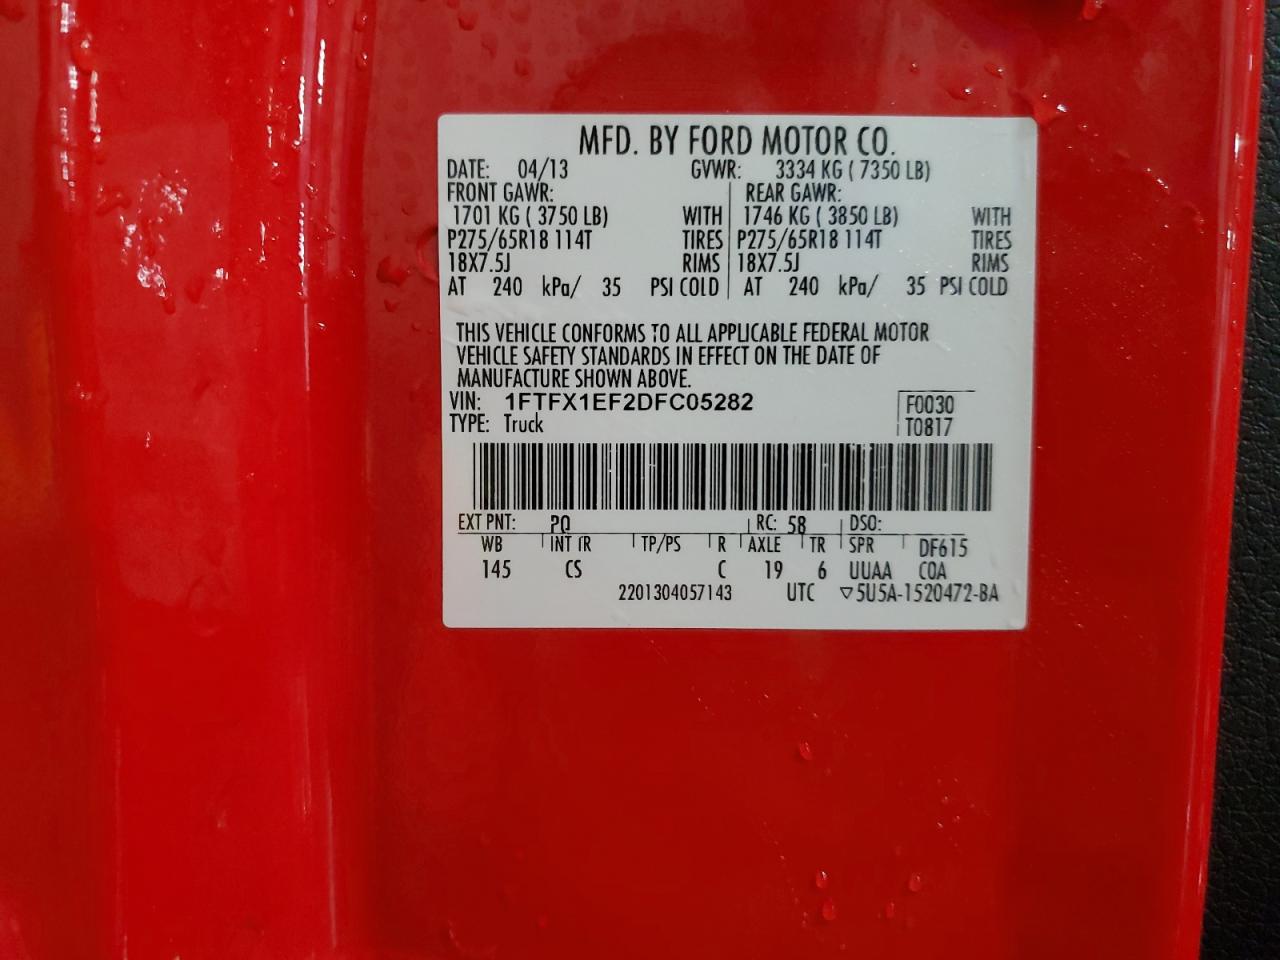 MFD. BY FORD MOTOR CO.
DATE: 04/13 GVWR: 3334 KG ( 7350 LB)
FRONT GAWR: REAR GAWR:
1701 KG ( 3750 LB) WITH 1746 KG ( 3850 LB) WITH
P275/65R18 114T TIRES P275/65R18 114T TIRES
18X7.5J RIMS 18X7.5J RIMS
AT 240 kPa/ 35 PSI COLD AT 240 kPa/ 35 PSI COLD
THIS VEHICLE CONFORMS TO ALL APPLICABLE FEDERAL MOTOR
VEHICLE SAFETY STANDARDS IN EFFECT ON THE DATE OF
MANUFACTURE SHOWN ABOVE.
VIN: 1FTFX1EF2DFC05282 F0030
TYPE: Truck T0817
EXT PNT: PQ RC: 58 DSO:
WB INT TR TP/PS R AXLE TR SPR DF615
145 CS C 19 6 UUAA COA
2201304057143 UTC ▽5U5A-1520472-BA